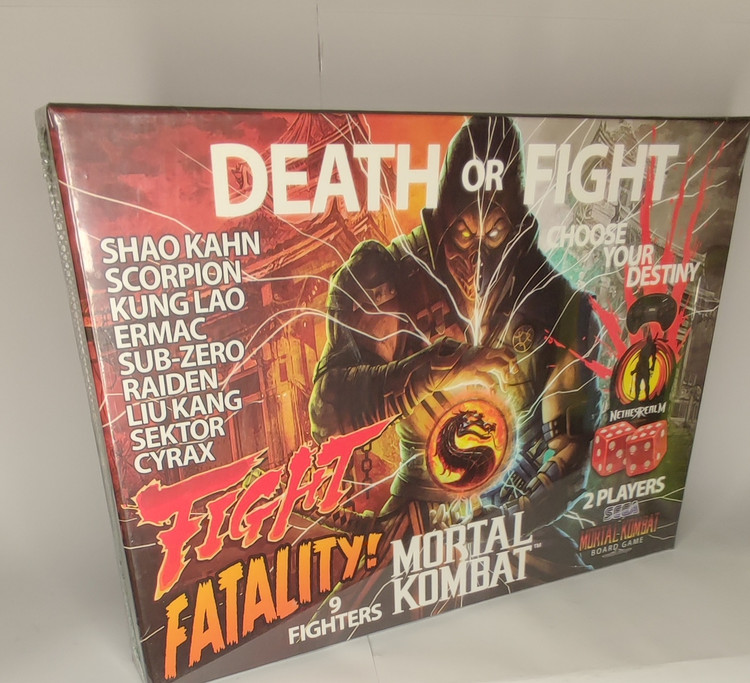 DEATH OR FIGHT
SHAO KAHN
SCORPION
KUNG LAO
ERMAC
SUB-ZERO
RAIDEN
LIU KANG
SEKTOR
CYRAX
CHOOSE
YOUR
DESTINY
NETHERREALM
2 PLAYERS
SEGA
MORTAL KOMBAT
BOARD GAME
FIGHT
FATALITY!
9
FIGHTERS
MORTAL
KOMBAT™